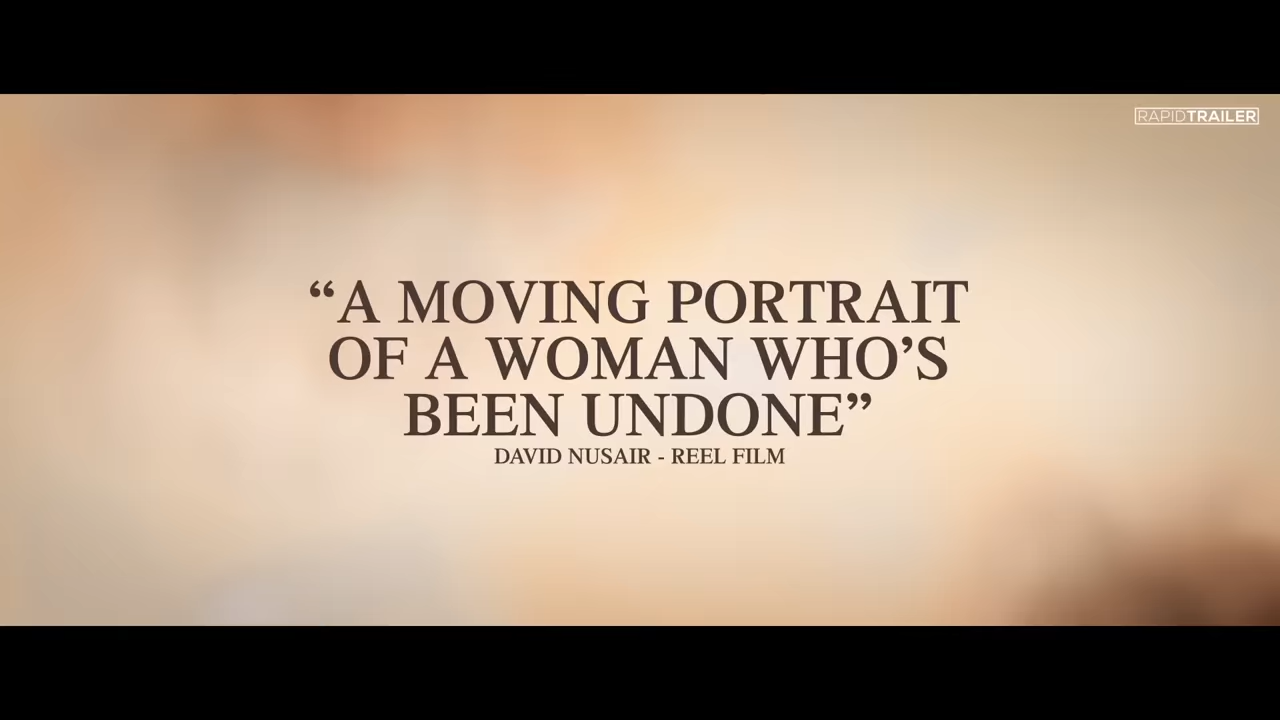 RAPIDTRAILER
“A MOVING PORTRAIT
OF A WOMAN WHO’S
BEEN UNDONE”
DAVID NUSAIR - REEL FILM